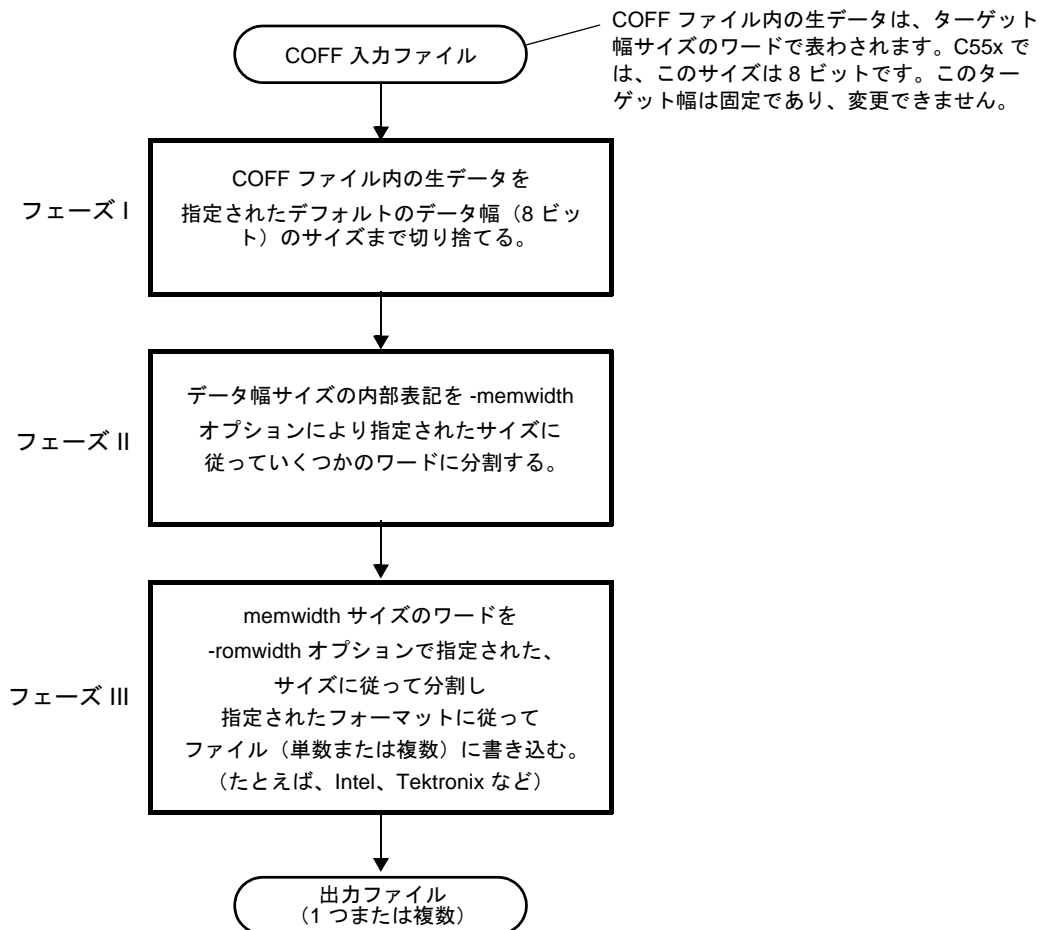 COFF ファイル内の生データは、ターゲット
幅サイズのワードで表わされます。C55x で
は、このサイズは 8 ビットです。このター
ゲット幅は固定であり、変更できません。
COFF 入力ファイル
フェーズ I
COFF ファイル内の生データを
指定されたデフォルトのデータ幅（8 ビッ
ト）のサイズまで切り捨てる。
フェーズ II
データ幅サイズの内部表記を -memwidth
オプションにより指定されたサイズに
従っていくつかのワードに分割する。
フェーズ III
memwidth サイズのワードを
-romwidth オプションで指定された、
サイズに従って分割し
指定されたフォーマットに従って
ファイル（単数または複数）に書き込む。
（たとえば、Intel、Tektronix など）
出力ファイル
（1 つまたは複数）